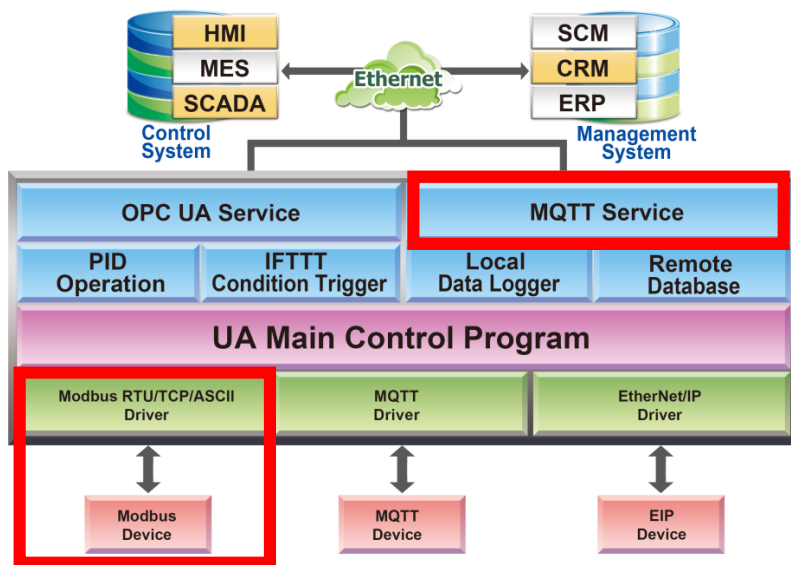 HMI
MES
SCADA
Control
System
Ethernet
SCM
CRM
ERP
Management
System
OPC UA Service
MQTT Service
PID
Operation
IFTTT
Condition Trigger
Local
Data Logger
Remote
Database
UA Main Control Program
Modbus RTU/TCP/ASCII
Driver
MQTT
Driver
EtherNet/IP
Driver
Modbus
Device
MQTT
Device
EIP
Device